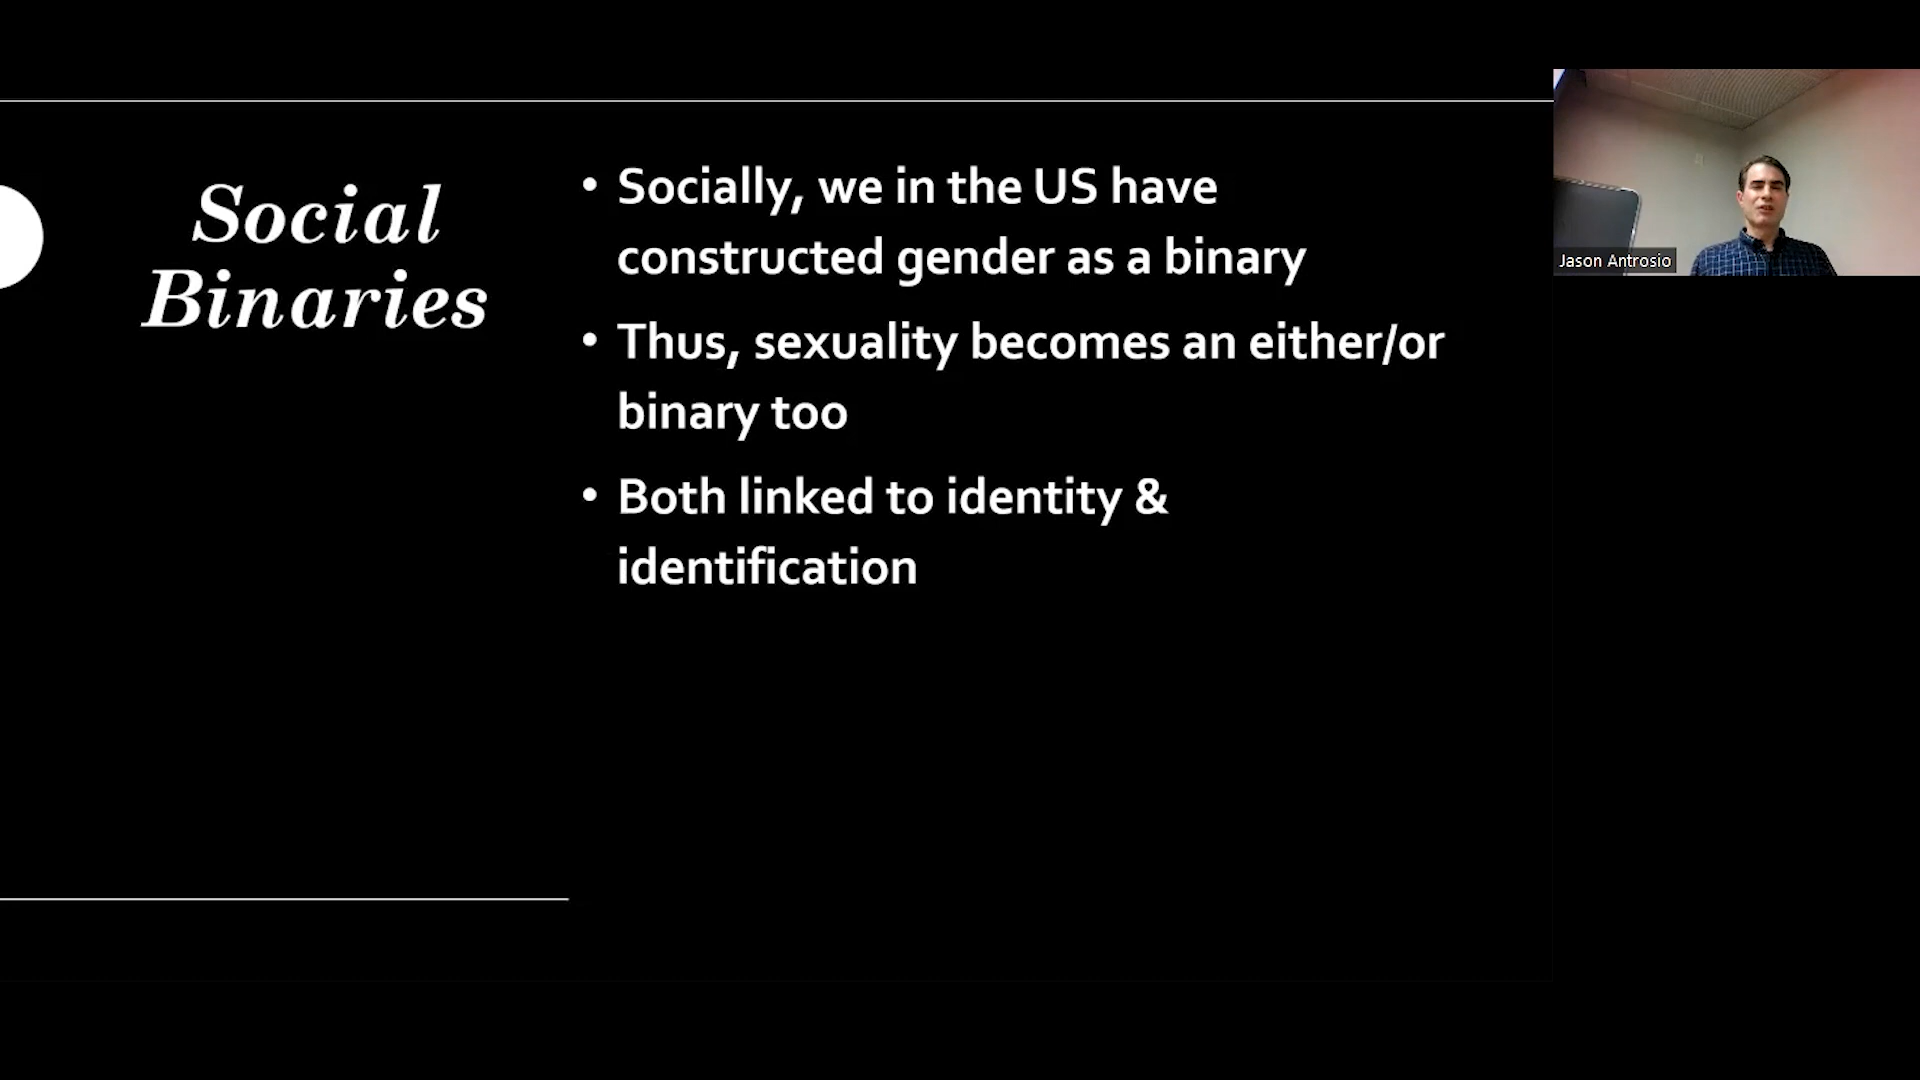 Social
Binaries
• Socially, we in the US have
constructed gender as a binary
• Thus, sexuality becomes an either/or
binary too
• Both linked to identity &
identification
Jason Antrosio